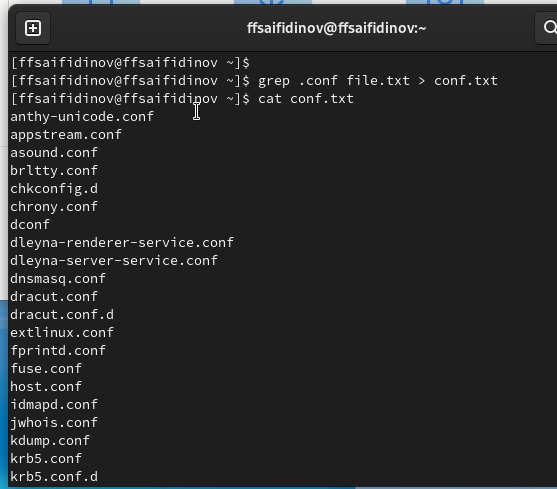 ffsaifidinov@ffsaifidinov:~
[ffsaifidinov@ffsaifidinov ~]$
[ffsaifidinov@ffsaifidinov ~]$ grep .conf file.txt > conf.txt
[ffsaifidinov@ffsaifidinov ~]$ cat conf.txt
anthy-unicode.conf
appstream.conf
asound.conf
brltty.conf
chkconfig.d
chrony.conf
dconf
dleyna-renderer-service.conf
dleyna-server-service.conf
dnsmasq.conf
dracut.conf
dracut.conf.d
extlinux.conf
fprintd.conf
fuse.conf
host.conf
idmapd.conf
jwhois.conf
kdump.conf
krb5.conf
krb5.conf.d